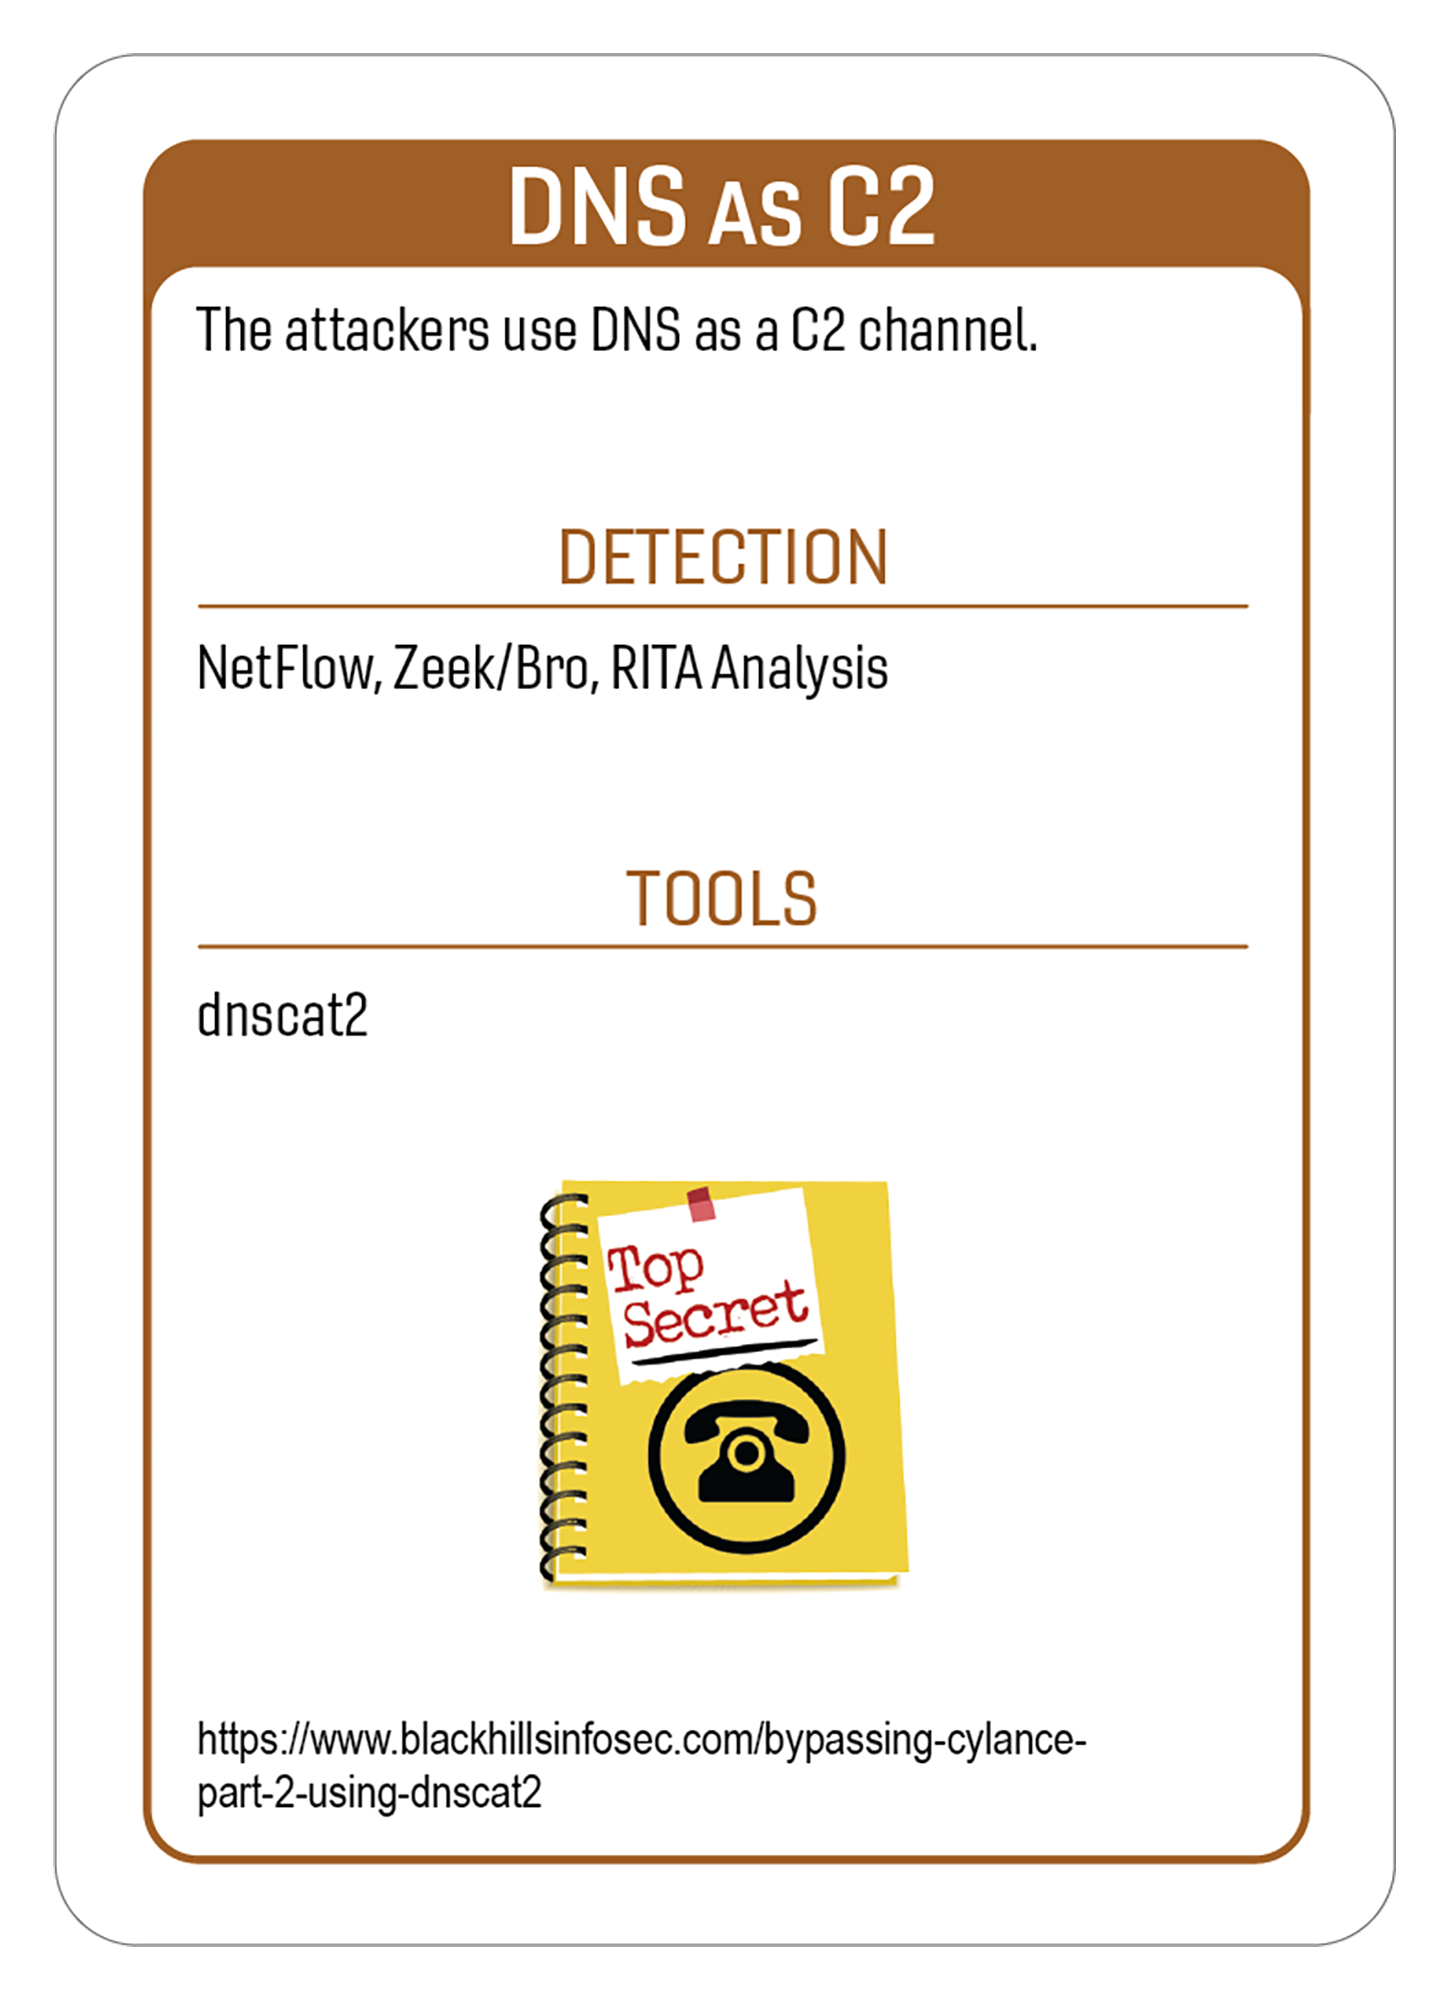 DNS AS C2
The attackers use DNS as a C2 channel.
DETECTION
NetFlow, Zeek/Bro, RITA Analysis
TOOLS
dnscat2
Top
Secret
https://www.blackhillsinfosec.com/bypassing-cylance-
part-2-using-dnscat2